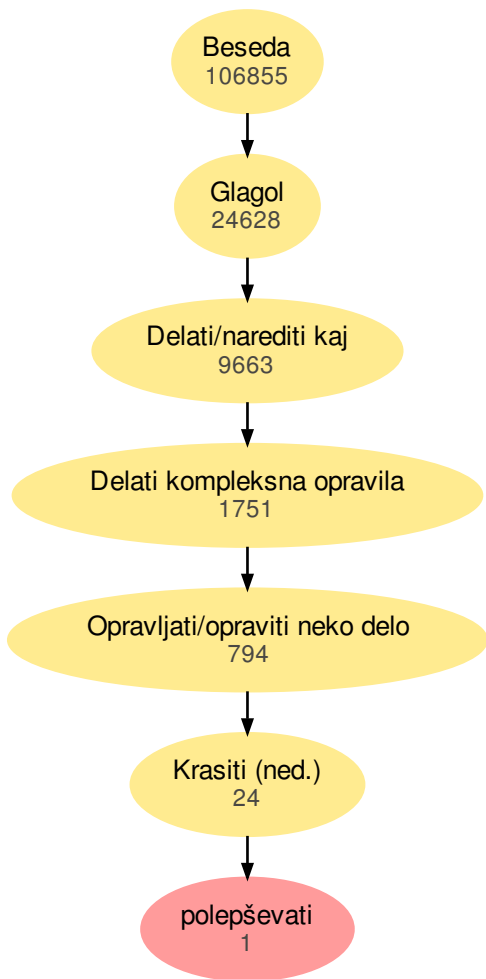 Beseda
106855
Glagol
24628
Delati/narediti kaj
9663
Delati kompleksna opravila
1751
Opravljati/opraviti neko delo
794
Krasiti (ned.)
24
polepševati
1